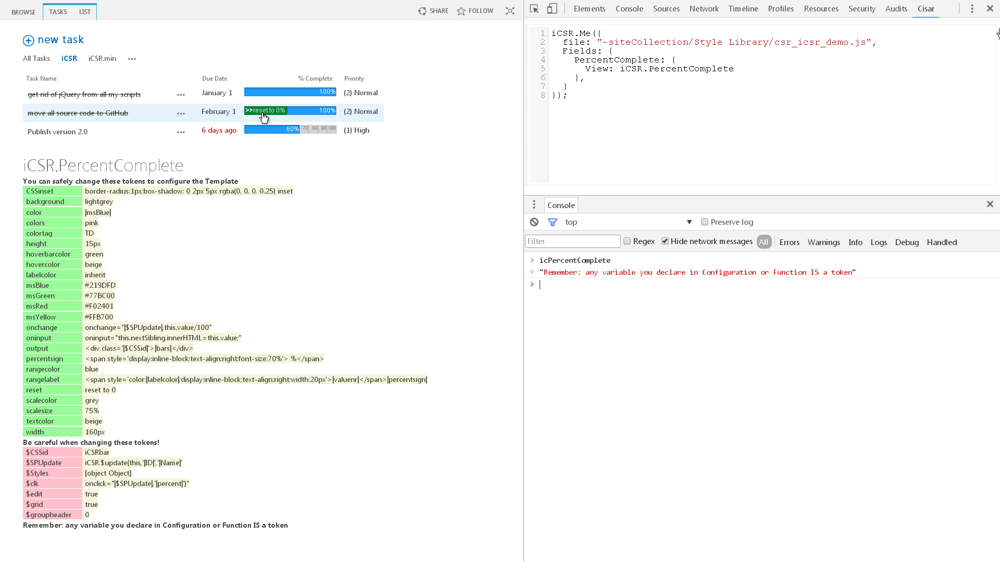 BROWSE TASKS LIST SHARE FOLLOW
new task
All Tasks iCSR iCSR.min •••
Task Name Due Date % Complete Priority
get rid of jQuery from all my scripts ••• January 1 100% (2) Normal
move all source code to GitHub ••• February 1 >>reset to 0% 100% (2) Normal
Publish version 2.0 ••• 6 days ago 60% 70 80 90 100 (1) High
iCSR.PercentComplete
You can safely change these tokens to configure the Template
CSSinset border-radius:1px;box-shadow: 0 2px 5px rgba(0, 0, 0, 0.25) inset
background lightgrey
color |msBlue|
colors pink
colortag TD
height 15px
hoverbarcolor green
hovercolor beige
labelcolor inherit
msBlue #219DFD
msGreen #77BC00
msRed #F02401
msYellow #FFB700
onchange onchange="|$SPUpdate|,this.value/100"
oninput oninput="this.nextSibling.innerHTML=this.value;"
output <div class='|$CSSid|'>|bars|</div>
percentsign <span style='display:inline-block;text-align:right;font-size:70%'> %</span>
rangecolor blue
rangelabel <span style='color:|labelcolor|;display:inline-block;text-align:right;width:20px'>|valuenr|</span>|percentsign|
reset reset to 0
scalecolor grey
scalesize 75%
textcolor beige
width 160px
Be careful when changing these tokens!
$CSSid iCSRbar
$SPUpdate iCSR.$update(this,'|ID|','|Name|'
$Styles [object Object]
$clk onclick="|$SPUpdate|,'|percent|')"
$edit true
$grid true
$groupheader 0
Remember: any variable you declare in Configuration or Function IS a token
Elements Console Sources Network Timeline Profiles Resources Security Audits Cisar
1 iCSR.Me({
2 file: "~siteCollection/Style Library/csr_icsr_demo.js",
3 Fields: {
4 PercentComplete: {
5 View: iCSR.PercentComplete
6 },
7 }
8 });
Console
top Preserve log
Filter Regex Hide network messages All Errors Warnings Info Logs Debug Handled
> icPercentComplete
"Remember: any variable you declare in Configuration or Function IS a token"
>